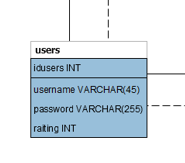 users
idusers INT
username VARCHAR(45)
password VARCHAR(255)
raiting INT